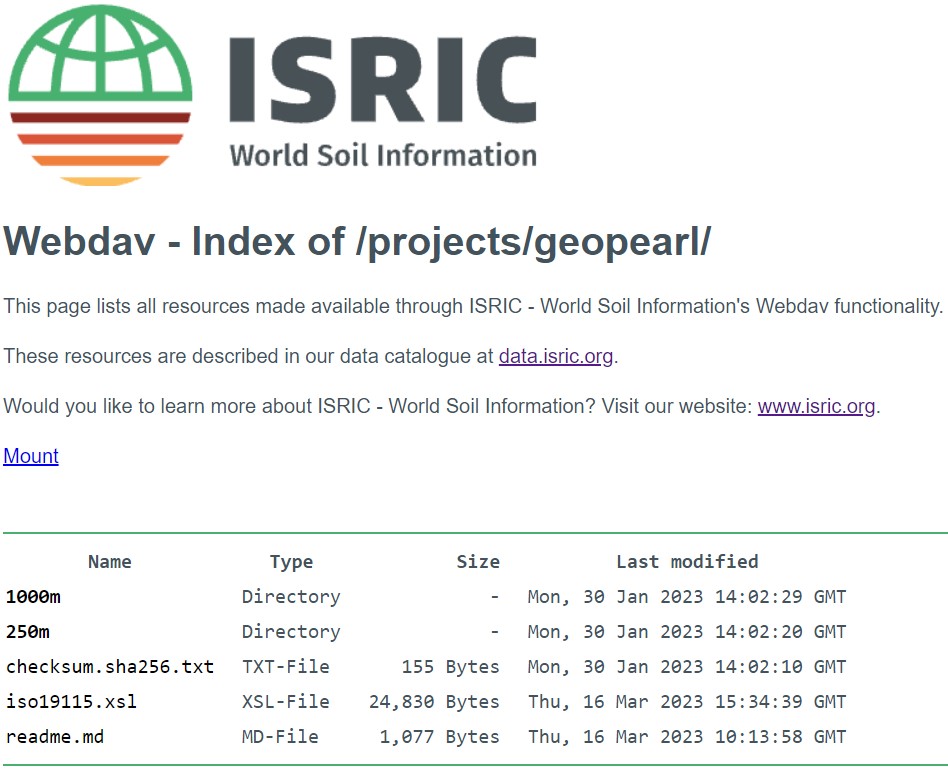 ISRIC
World Soil Information
Webdav - Index of /projects/geopearl/
This page lists all resources made available through ISRIC - World Soil Information's Webdav functionality.
These resources are described in our data catalogue at data.isric.org.
Would you like to learn more about ISRIC - World Soil Information? Visit our website: www.isric.org.
Mount
Name Type Size Last modified
1000m Directory - Mon, 30 Jan 2023 14:02:29 GMT
250m Directory - Mon, 30 Jan 2023 14:02:20 GMT
checksum.sha256.txt TXT-File 155 Bytes Mon, 30 Jan 2023 14:02:10 GMT
iso19115.xsl XSL-File 24,830 Bytes Thu, 16 Mar 2023 15:34:39 GMT
readme.md MD-File 1,077 Bytes Thu, 16 Mar 2023 10:13:58 GMT